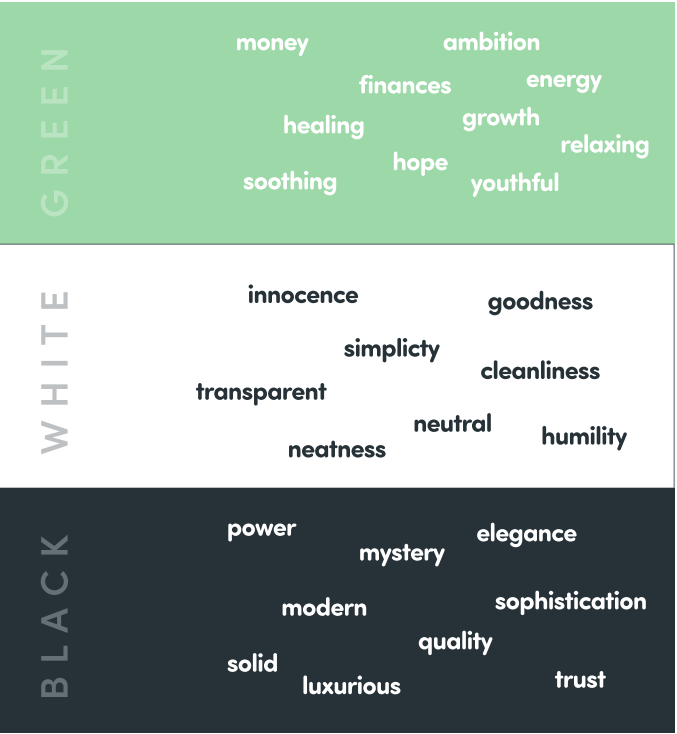 GREEN
money
ambition
finances
energy
healing
growth
relaxing
hope
soothing
youthful
WHITE
innocence
goodness
simplicty
cleanliness
transparent
neutral
humility
neatness
BLACK
power
elegance
mystery
modern
sophistication
quality
solid
luxurious
trust